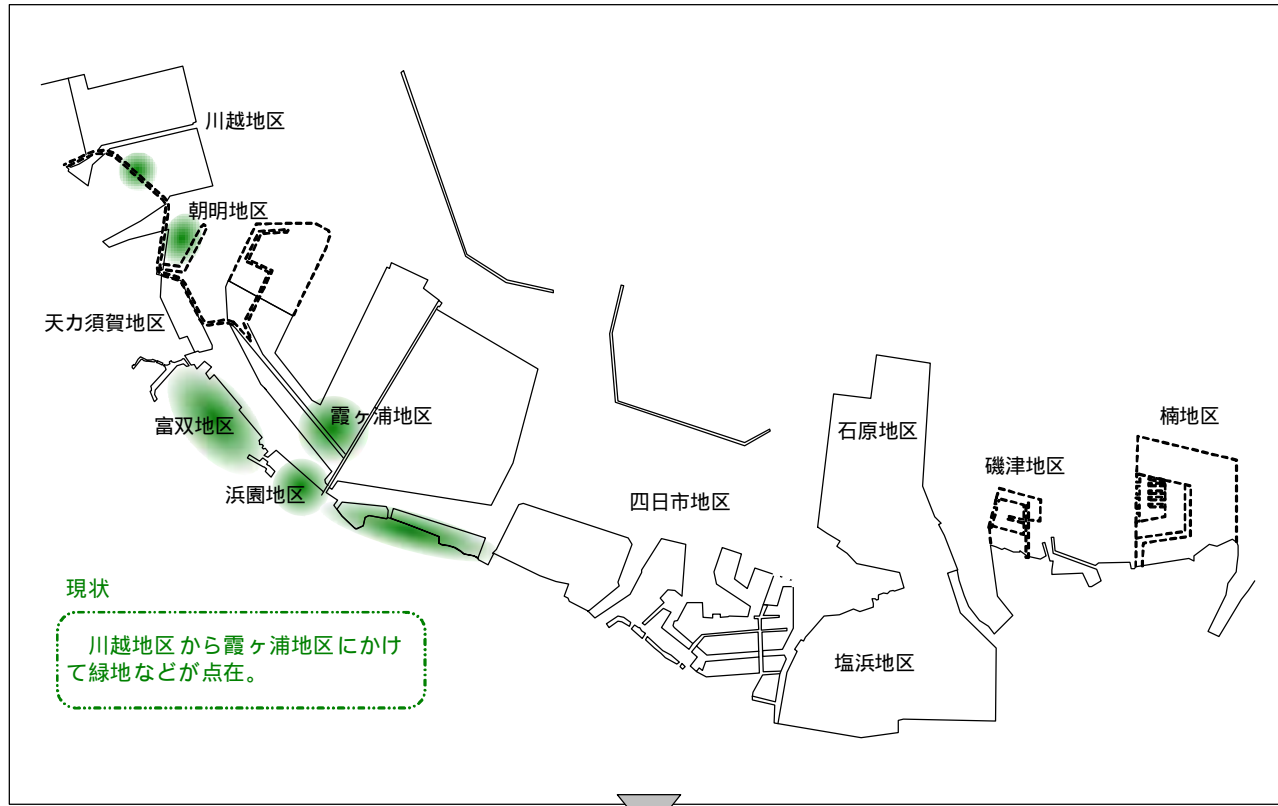 川越地区
朝明地区
天力須賀地区
富双地区
霞ヶ浦地区
浜園地区
四日市地区
石原地区
塩浜地区
磯津地区
楠地区
現状
川越地区から霞ヶ浦地区にかけ
て緑地などが点在。